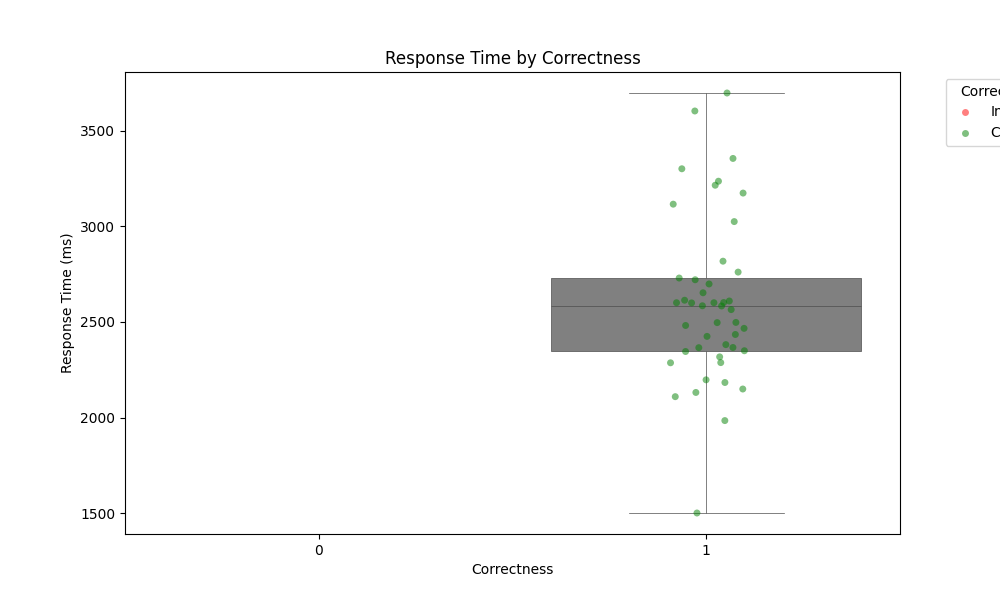 Response Time by Correctness
Response Time (ms)
3500
3000
2500
2000
1500
0
1
Correctness
Correc
In
C